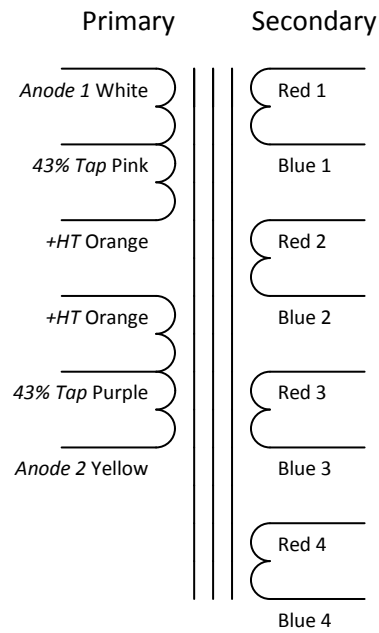 Primary
Secondary
Anode 1 White
Red 1
43% Tap Pink
Blue 1
+HT Orange
Red 2
+HT Orange
Blue 2
43% Tap Purple
Red 3
Anode 2 Yellow
Blue 3
Red 4
Blue 4